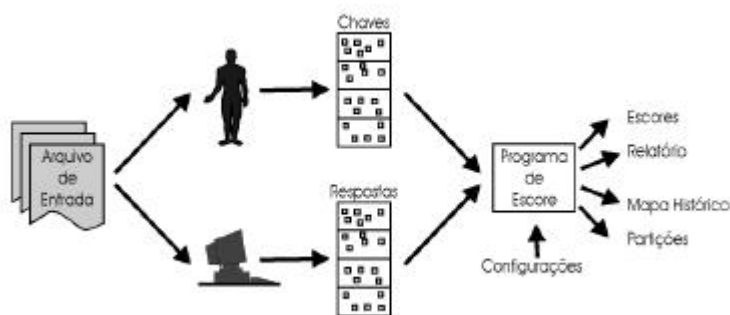 Chaves
Arquivo
de
Entrada
Respostas
Programa
de
Escore
Configurações
Escores
Relatório
Mapa Histórico
Partições